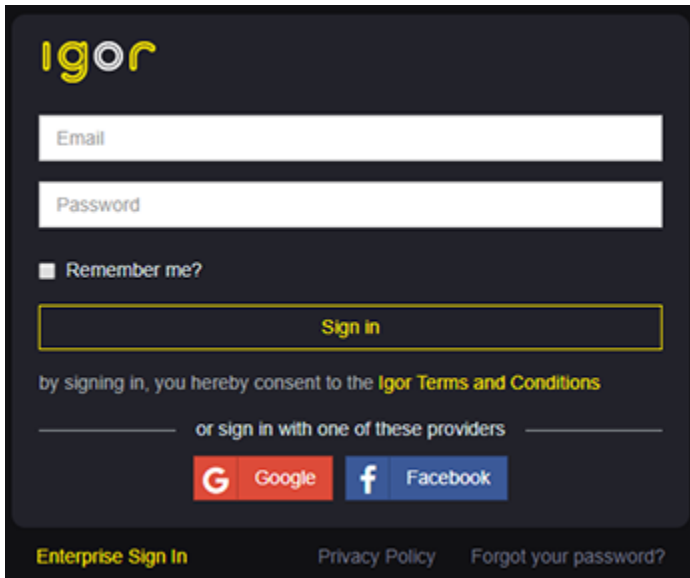 Igor
Email
Password
Remember me?
Sign in
by signing in, you hereby consent to the Igor Terms and Conditions
or sign in with one of these providers
G Google f Facebook
Enterprise Sign In Privacy Policy Forgot your password?